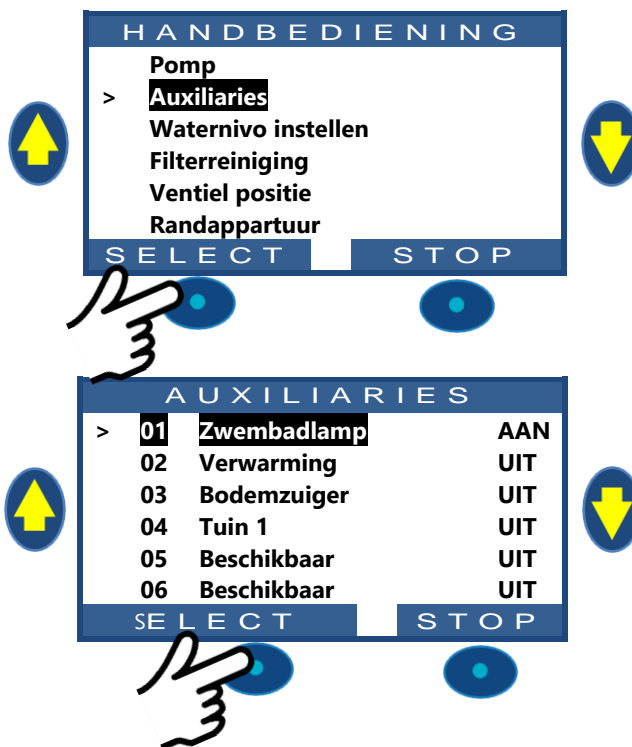 HANDBEDIENING
Pomp
> Auxiliaries
Waternivo instellen
Filterreiniging
Ventiel positie
Randappartuur
SELECT STOP
AUXILIARIES
> 01 Zwembadlamp AAN
02 Verwarming UIT
03 Bodemzuiger UIT
04 Tuin 1 UIT
05 Beschikbaar UIT
06 Beschikbaar UIT
SELECT STOP